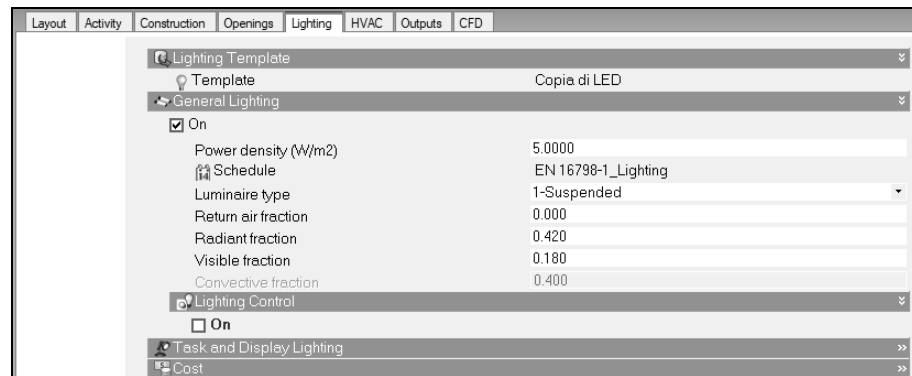 Layout Activity Construction Openings Lighting HVAC Outputs CFD
Lighting Template
Template Copia di LED
General Lighting
On
Power density (W/m2) 5.0000
Schedule EN 16798-1_Lighting
Luminaire type 1-Suspended
Return air fraction 0.000
Radiant fraction 0.420
Visible fraction 0.180
Convective fraction 0.400
Lighting Control
On
Task and Display Lighting
Cost